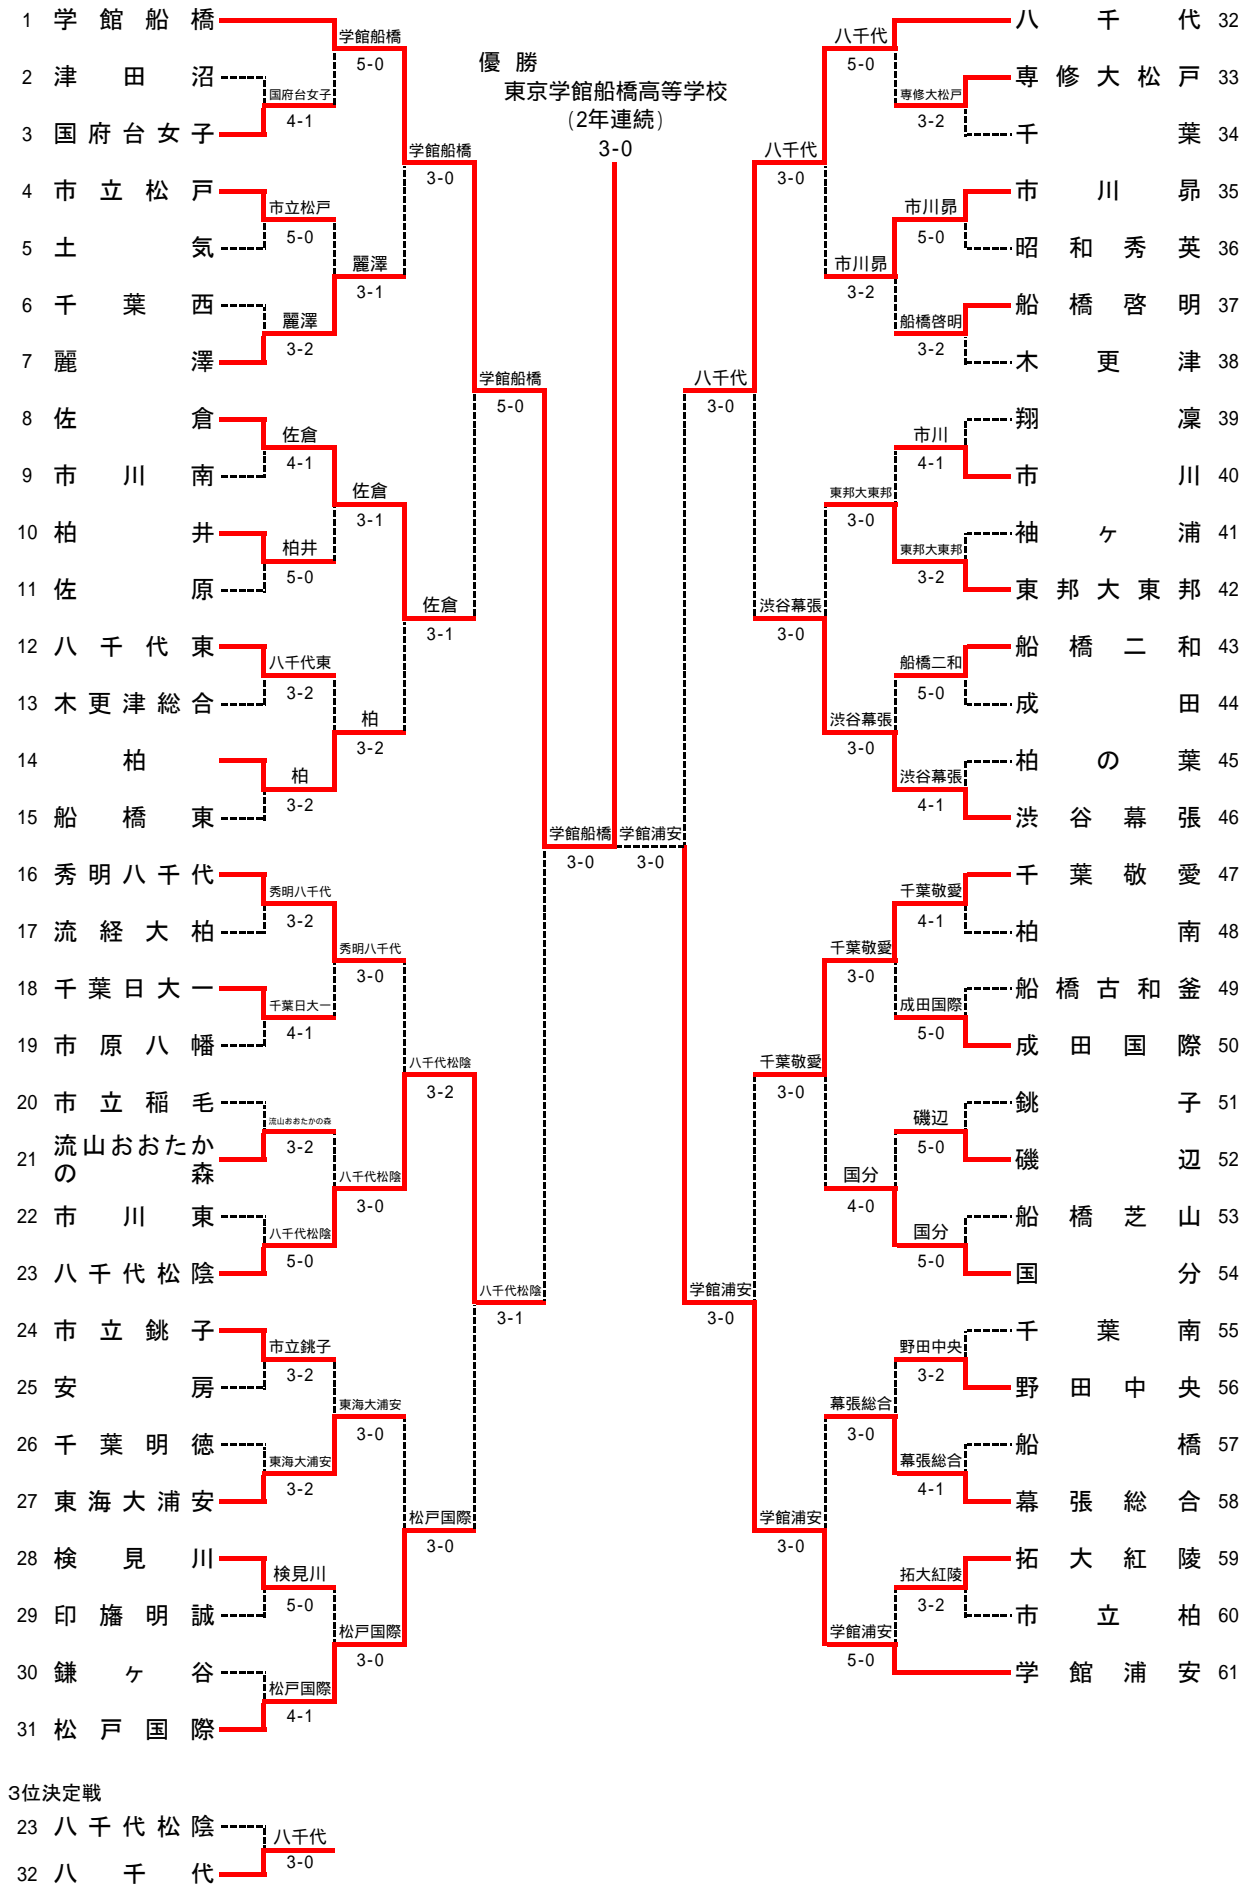 1 学館船橋
2 津田沼
3 国府台女子
4 市立松戸
5 土気
6 千葉西
7 麗澤
8 佐倉
9 市川南
10 柏井
11 佐原
12 八千代東
13 木更津総合
14 柏
15 船橋東
16 秀明八千代
17 流経大柏
18 千葉日大一
19 市原八幡
20 市立稲毛
21 流山おおたか
の森
22 市川東
23 八千代松陰
24 市立銚子
25 安房
26 千葉明徳
27 東海大浦安
28 検見川
29 印旛明誠
30 鎌ヶ谷
31 松戸国際
国府台女子
4-1
市立松戸
5-0
麗澤
3-2
佐倉
4-1
柏井
5-0
八千代東
3-2
柏
3-2
秀明八千代
3-2
千葉日大一
4-1
流山おおたかの森
3-2
八千代松陰
5-0
市立銚子
3-2
東海大浦安
3-2
検見川
5-0
松戸国際
4-1
学館船橋
5-0
麗澤
3-1
佐倉
3-1
柏
3-2
秀明八千代
3-0
八千代松陰
3-0
東海大浦安
3-0
松戸国際
3-0
学館船橋
3-0
佐倉
3-1
八千代松陰
3-2
松戸国際
3-0
学館船橋
5-0
八千代松陰
3-1
学館船橋
3-0
優勝
東京学館船橋高等学校
(2年連続)
3-0
学館浦安
3-0
八千代
3-0
学館浦安
3-0
八千代
3-0
渋谷幕張
3-0
千葉敬愛
3-0
学館浦安
3-0
八千代
5-0
市川昴
3-2
東邦大東邦
3-0
渋谷幕張
3-0
千葉敬愛
3-0
国分
4-0
幕張総合
3-0
学館浦安
5-0
専修大松戸
3-2
市川昴
5-0
船橋啓明
3-2
市川
4-1
東邦大東邦
3-2
船橋二和
5-0
渋谷幕張
4-1
千葉敬愛
4-1
成田国際
5-0
磯辺
5-0
国分
5-0
野田中央
3-2
幕張総合
4-1
拓大紅陵
3-2
八千代 32
専修大松戸 33
千葉 34
市川昴 35
昭和秀英 36
船橋啓明 37
木更津 38
翔凜 39
市川 40
袖ヶ浦 41
東邦大東邦 42
船橋二和 43
成田 44
柏の葉 45
渋谷幕張 46
千葉敬愛 47
柏南 48
船橋古和釜 49
成田国際 50
銚子 51
磯辺 52
船橋芝山 53
国分 54
千葉南 55
野田中央 56
船橋 57
幕張総合 58
拓大紅陵 59
市立柏 60
学館浦安 61
3位決定戦
23 八千代松陰
32 八千代
八千代
3-0